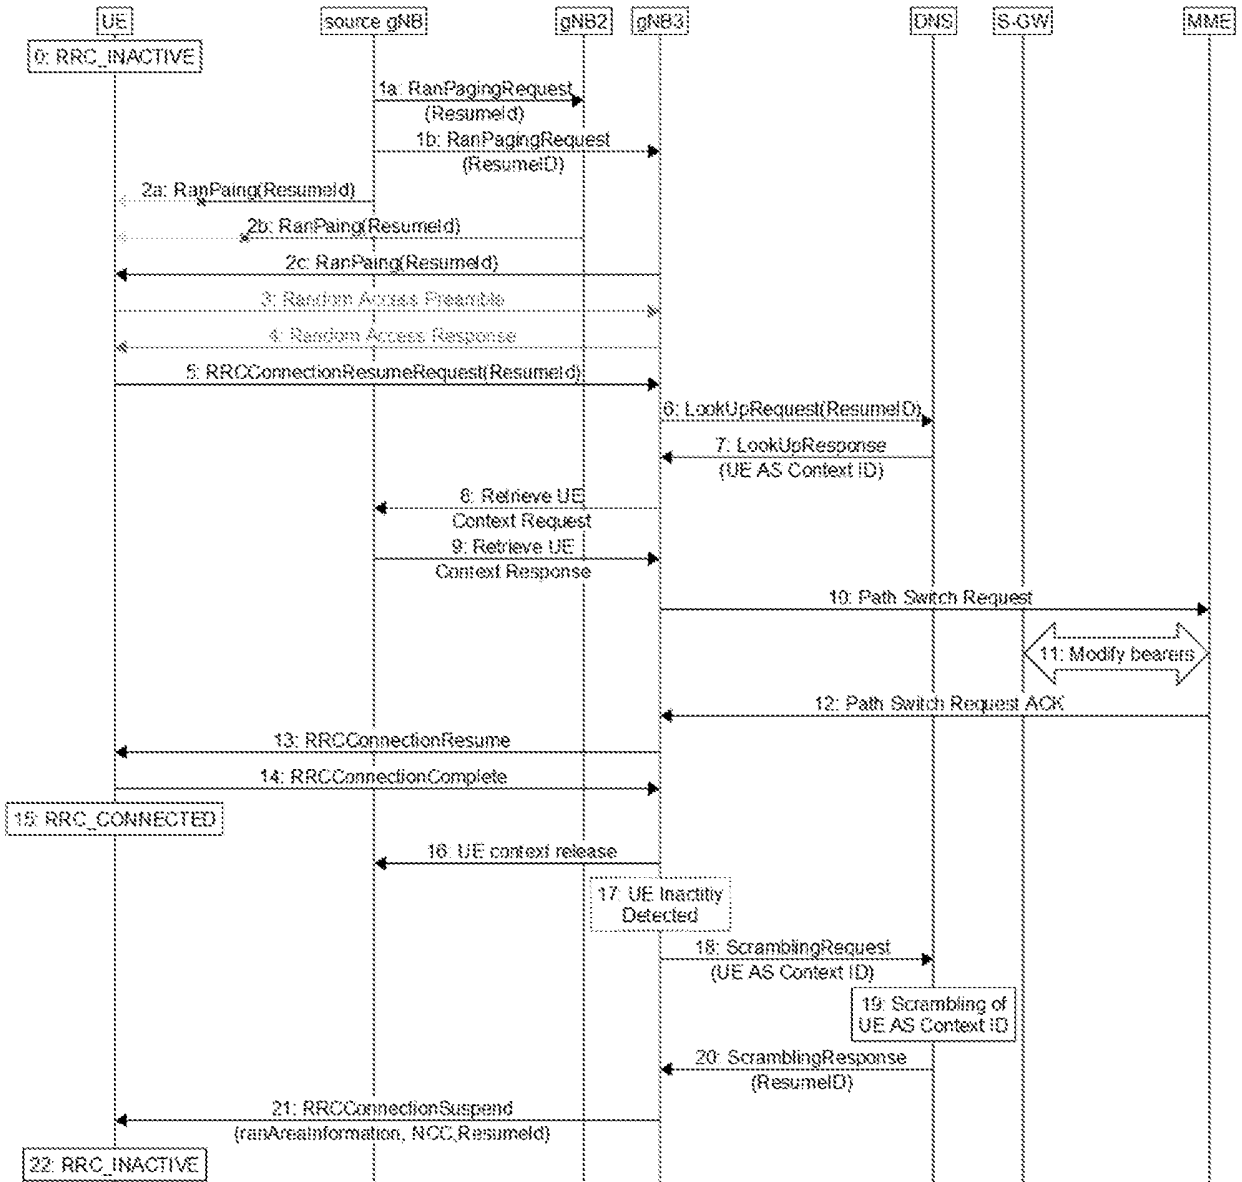 UE
source gNB
gNB2
gNB3
DNS
S-GW
MME
0: RRC_INACTIVE
1a: RanPagingRequest
(ResumeId)
1b: RanPagingRequest
(ResumeID)
2a: RanPaing(ResumeId)
2b: RanPaing(ResumeId)
2c: RanPaing(ResumeId)
3: Random Access Preamble
4: Random Access Response
5: RRCConnectionResumeRequest(ResumeId)
6: LookUpRequest(ResumeID)
7: LookUpResponse
(UE AS Context ID)
8: Retrieve UE
Context Request
9: Retrieve UE
Context Response
10: Path Switch Request
11: Modify bearers
12: Path Switch Request ACK
13: RRCConnectionResume
14: RRCConnectionComplete
15: RRC_CONNECTED
16: UE context release
17: UE Inactitiy
Detected
18: ScramblingRequest
(UE AS Context ID)
19: Scrambling of
UE AS Context ID
20: ScramblingResponse
(ResumeID)
21: RRCConnectionSuspend
(ranAreaInformation, NCC,ResumeId)
22: RRC_INACTIVE